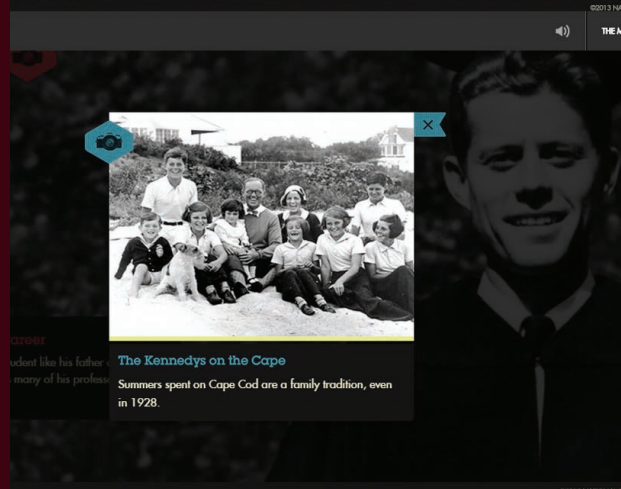 ©2013 NA
THE M
areer
udent like his father
many of his profess
The Kennedys on the Cape
Summers spent on Cape Cod are a family tradition, even
in 1928.